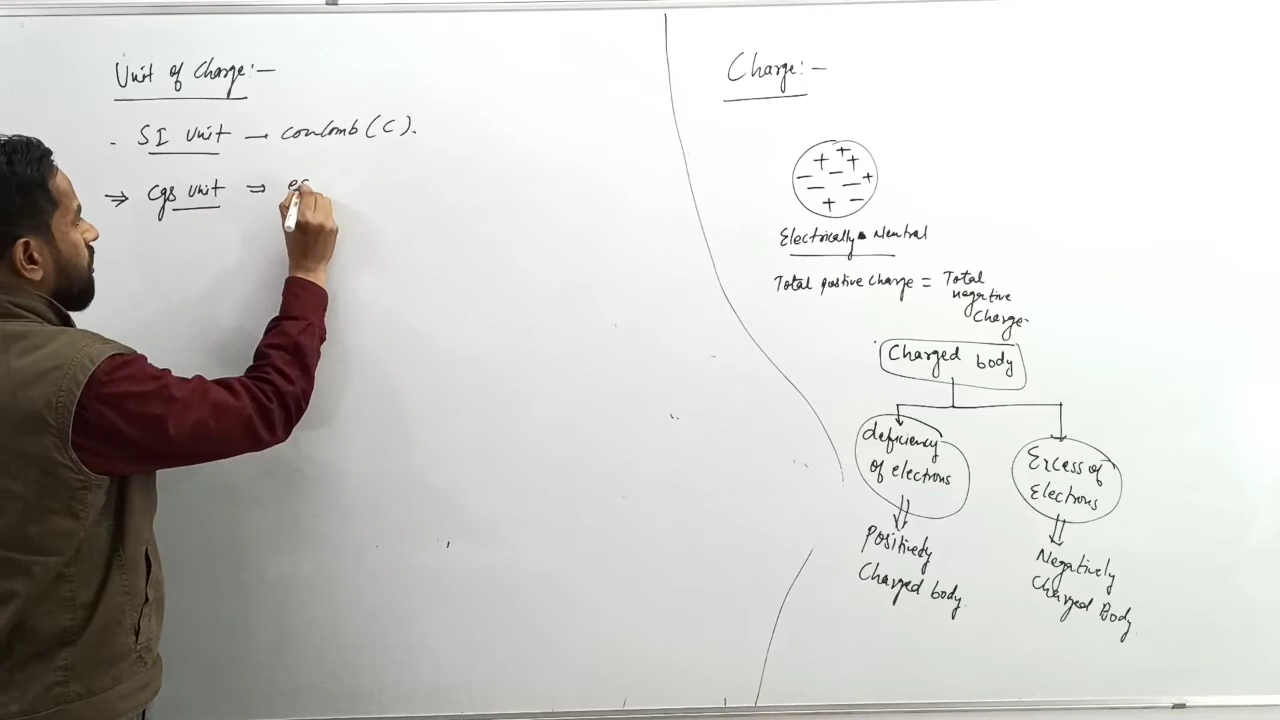 Unit of Charge:-
- SI Unit → Coulomb (C).
⇒ Cgs Unit ⇒ es
Charge:-
+ + + - - + - - + -
Electrically Neutral
Total postive Charge = Total
negative
Charge
Charged body
deficiency
of electrons
Positively
Charged body
Excess of
Electrons
Negatively
Charged Body